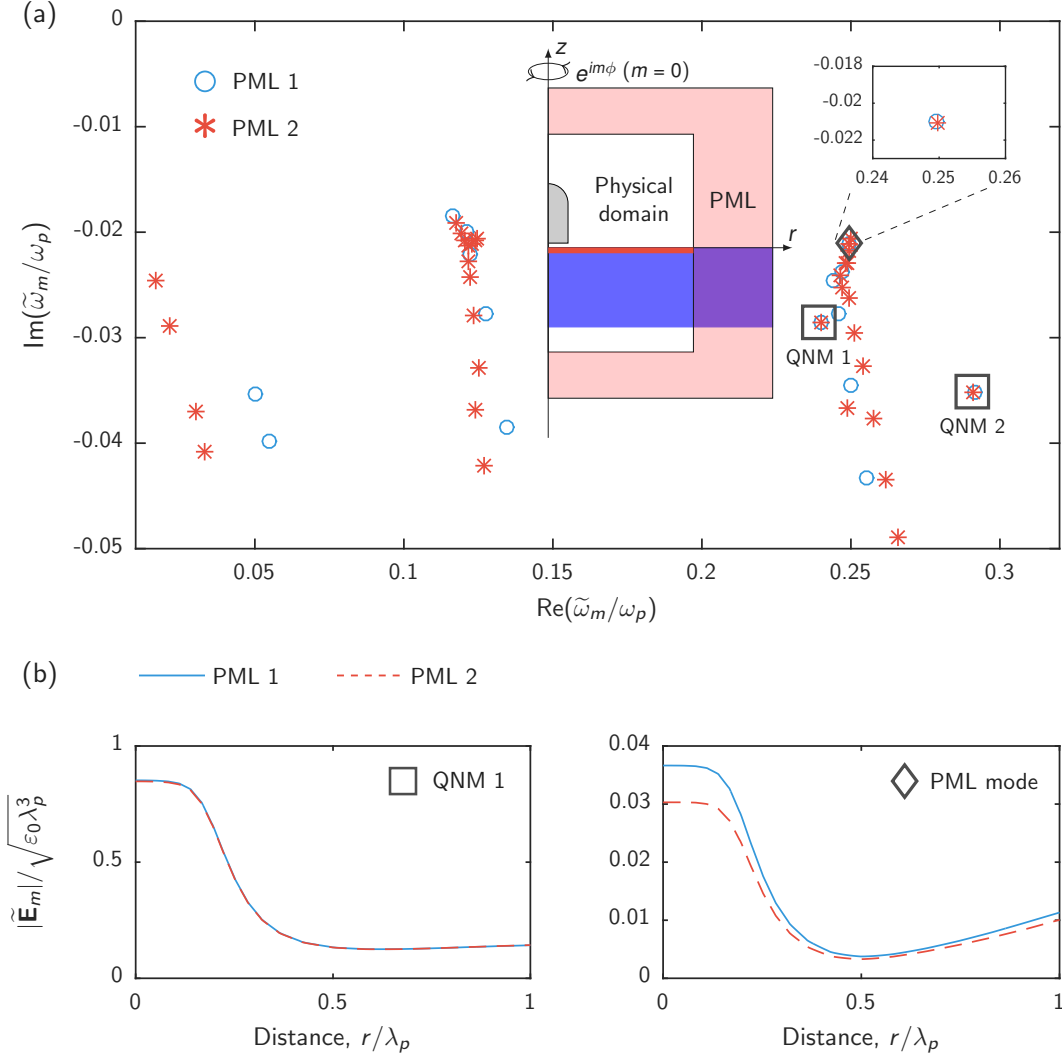 (a)
0
-0.01
-0.02
-0.03
-0.04
-0.05
Im(ω̃ₘ/ωₚ)
PML 1
PML 2
z
e^{imϕ} (m = 0)
Physical
domain
PML
r
-0.018
-0.02
-0.022
0.24 0.25 0.26
QNM 1
QNM 2
0.05 0.1 0.15 0.2 0.25 0.3
Re(ω̃ₘ/ωₚ)
(b)
PML 1 PML 2
|Ẽₘ|/√(ε₀λₚ³)
1
0.5
0
QNM 1
0 0.5 1
Distance, r/λₚ
0.04
0.03
0.02
0.01
0
PML mode
0 0.5 1
Distance, r/λₚ